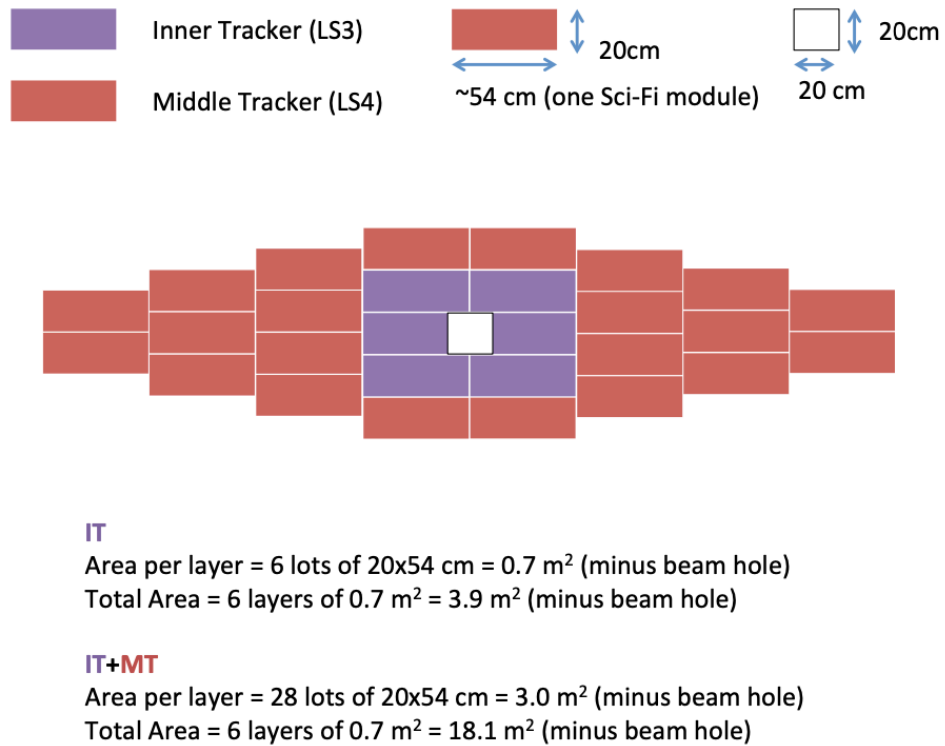 Inner Tracker (LS3)
20cm
20cm
Middle Tracker (LS4)
~54 cm (one Sci-Fi module)
20 cm
IT
Area per layer = 6 lots of 20x54 cm = 0.7 m² (minus beam hole)
Total Area = 6 layers of 0.7 m² = 3.9 m² (minus beam hole)
IT+MT
Area per layer = 28 lots of 20x54 cm = 3.0 m² (minus beam hole)
Total Area = 6 layers of 0.7 m² = 18.1 m² (minus beam hole)